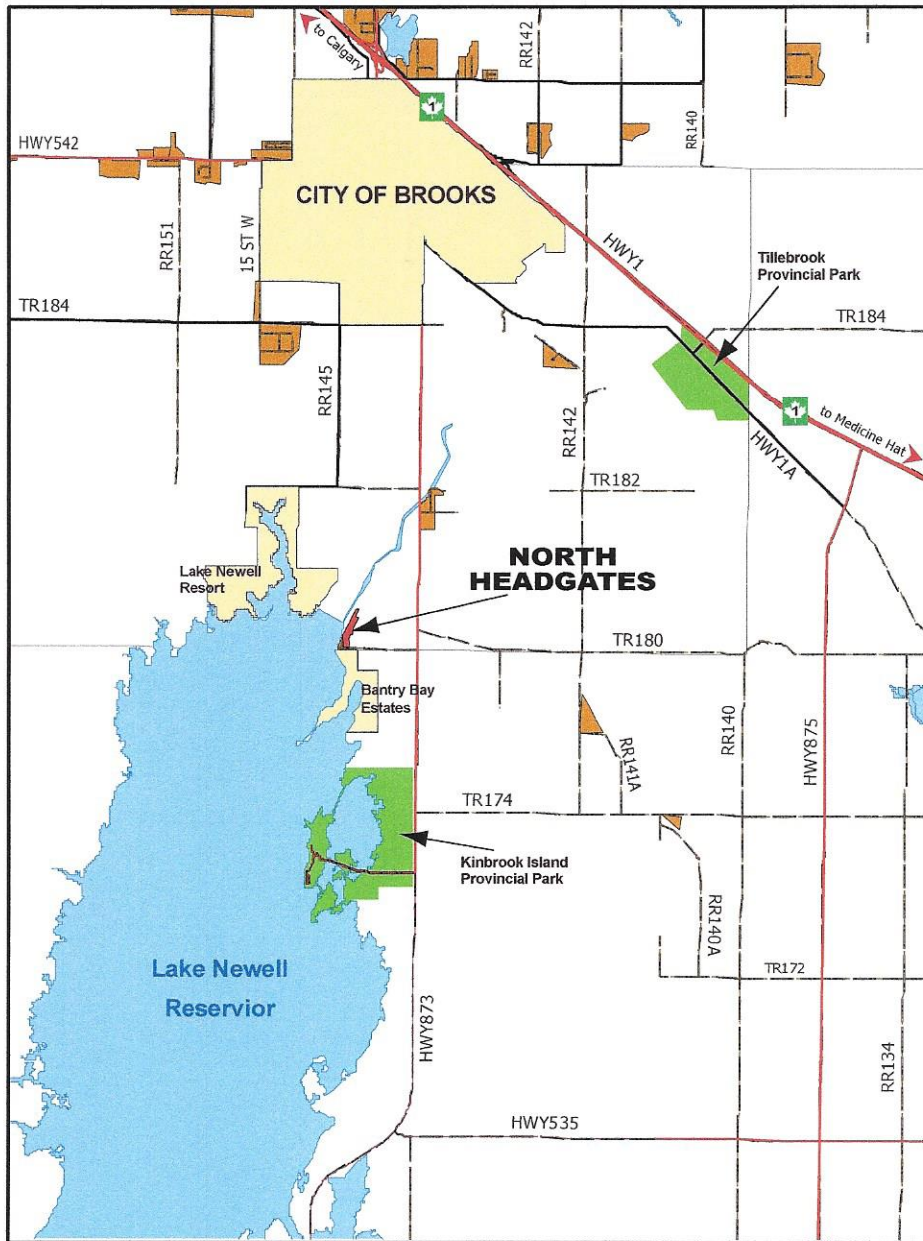 to Calgary
RR142
1
RR140
HWY542
CITY OF BROOKS
RR151
15 ST W
HWY1
Tillebrook
Provincial Park
TR184
TR184
RR145
RR142
1
to Medicine Hat
HWY1A
TR182
NORTH
HEADGATES
Lake Newell
Resort
TR180
Bantry Bay
Estates
RR141A
RR140
HWY875
TR174
Kinbrook Island
Provincial Park
RR140A
Lake Newell
Reservior
TR172
HWY873
RR134
HWY535